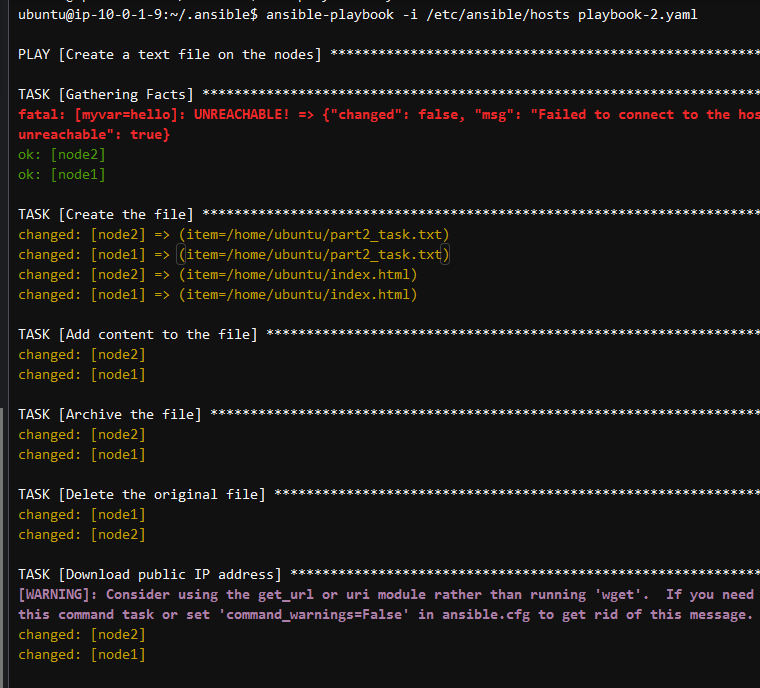 ubuntu@ip-10-0-1-9:~/.ansible$ ansible-playbook -i /etc/ansible/hosts playbook-2.yaml
PLAY [Create a text file on the nodes] ******************************************************
TASK [Gathering Facts] **********************************************************************
fatal: [myvar=hello]: UNREACHABLE! => {"changed": false, "msg": "Failed to connect to the hos
unreachable": true}
ok: [node2]
ok: [node1]
TASK [Create the file] **********************************************************************
changed: [node2] => (item=/home/ubuntu/part2_task.txt)
changed: [node1] => (item=/home/ubuntu/part2_task.txt)
changed: [node2] => (item=/home/ubuntu/index.html)
changed: [node1] => (item=/home/ubuntu/index.html)
TASK [Add content to the file] **************************************************************
changed: [node2]
changed: [node1]
TASK [Archive the file] *********************************************************************
changed: [node2]
changed: [node1]
TASK [Delete the original file] *************************************************************
changed: [node1]
changed: [node2]
TASK [Download public IP address] ***********************************************************
[WARNING]: Consider using the get_url or uri module rather than running 'wget'.  If you need
this command task or set 'command_warnings=False' in ansible.cfg to get rid of this message.
changed: [node2]
changed: [node1]